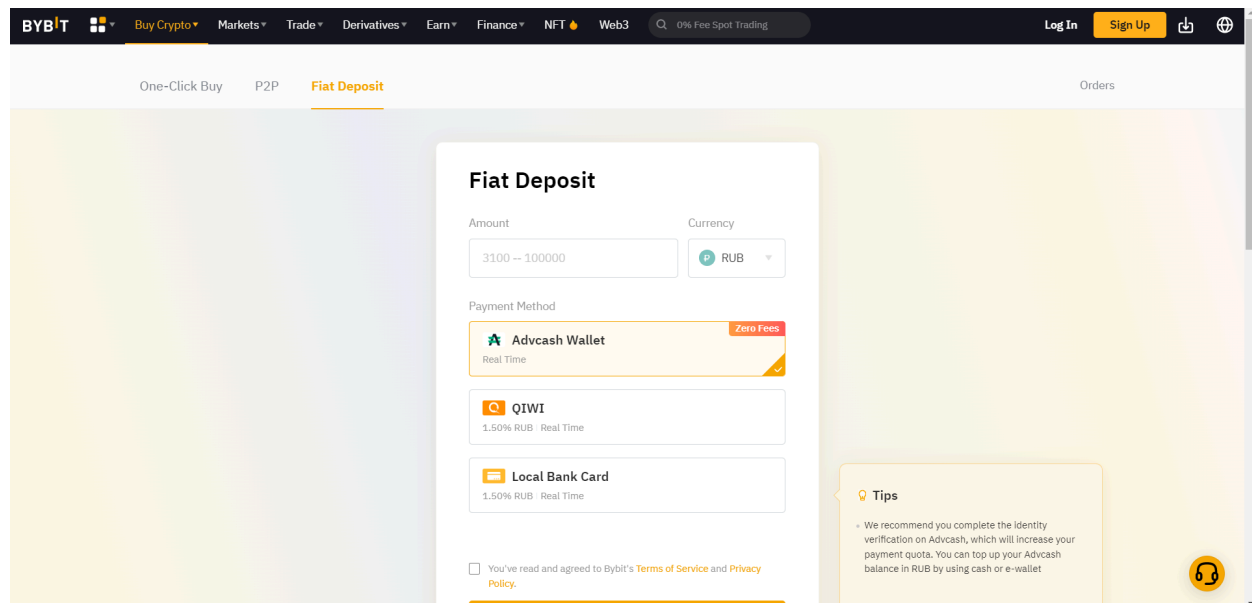 BYBIT Buy Crypto Markets Trade Derivatives Earn Finance NFT Web3 0% Fee Spot Trading Log In Sign Up
One-Click Buy P2P Fiat Deposit Orders
Fiat Deposit
Amount Currency
3100 — 100000 RUB
Payment Method
Zero Fees
Advcash Wallet
Real Time
QIWI
1.50% RUB Real Time
Local Bank Card
1.50% RUB Real Time
You've read and agreed to Bybit's Terms of Service and Privacy
Policy.
Tips
We recommend you complete the identity
verification on Advcash, which will increase your
payment quota. You can top up your Advcash
balance in RUB by using cash or e-wallet